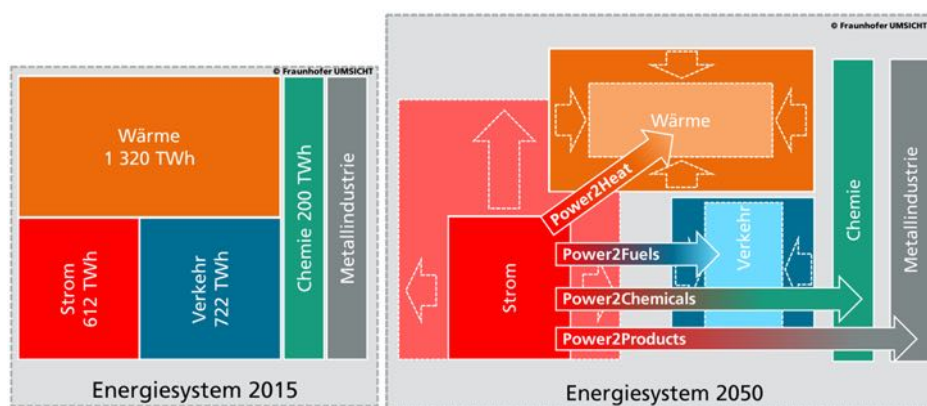 © Fraunhofer UMSICHT
Wärme
1 320 TWh
Strom
612 TWh
Verkehr
722 TWh
Chemie 200 TWh
Metallindustrie
Energiesystem 2015
© Fraunhofer UMSICHT
Wärme
Power2Heat
Strom
Power2Fuels
Verkehr
Power2Chemicals
Power2Products
Chemie
Metallindustrie
Energiesystem 2050